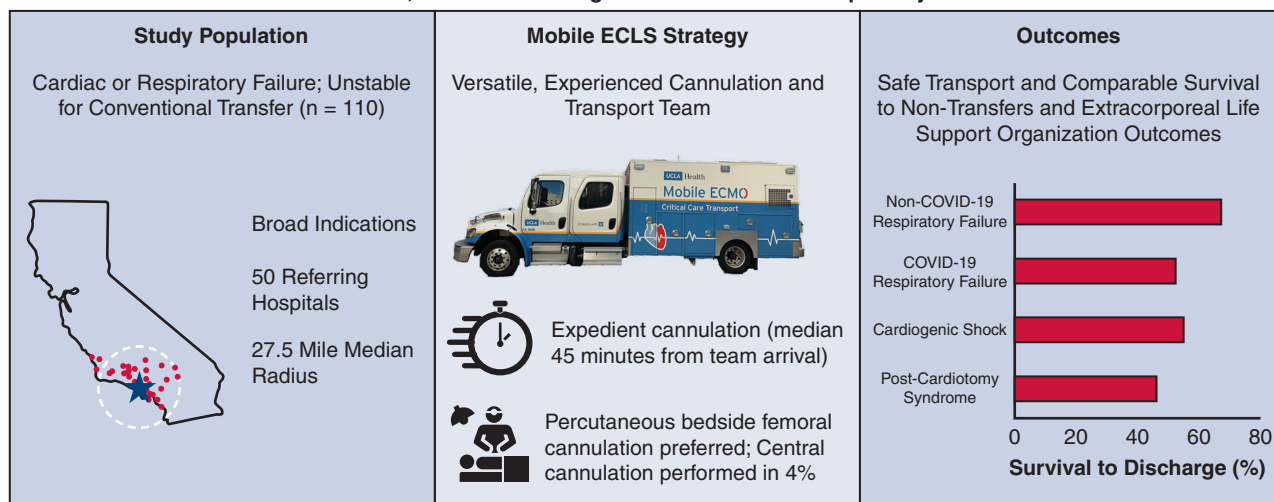 Study Population
Cardiac or Respiratory Failure; Unstable
for Conventional Transfer (n = 110)
Broad Indications
50 Referring
Hospitals
27.5 Mile Median
Radius
Mobile ECLS Strategy
Versatile, Experienced Cannulation and
Transport Team
UCLA Health
Mobile ECMO
Critical Care Transport
UCLA Health
Expedient cannulation (median
45 minutes from team arrival)
Percutaneous bedside femoral
cannulation preferred; Central
cannulation performed in 4%
Outcomes
Safe Transport and Comparable Survival
to Non-Transfers and Extracorporeal Life
Support Organization Outcomes
Non-COVID-19
Respiratory Failure
COVID-19
Respiratory Failure
Cardiogenic Shock
Post-Cardiotomy
Syndrome
0 20 40 60 80
Survival to Discharge (%)